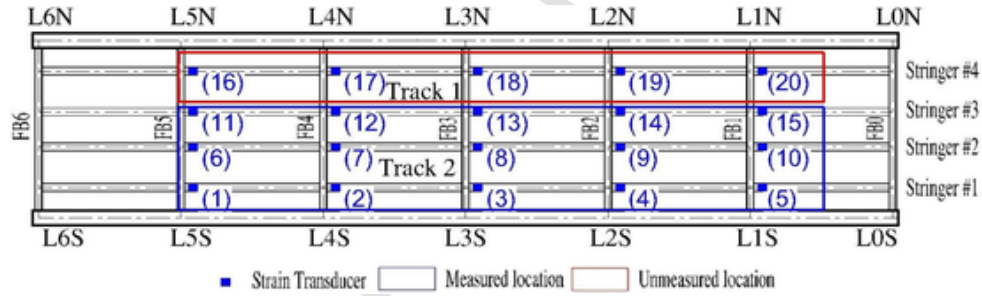 L6N L5N L4N L3N L2N L1N L0N
(16) (17) (18) (19) (20) Stringer #4
Track 1
(11) (12) (13) (14) (15) Stringer #3
FB6 FB5 FB4 FB3 FB2 FB1 FB0
(6) (7) (8) (9) (10) Stringer #2
Track 2
(1) (2) (3) (4) (5) Stringer #1
L6S L5S L4S L3S L2S L1S L0S
Strain Transducer Measured location Unmeasured location